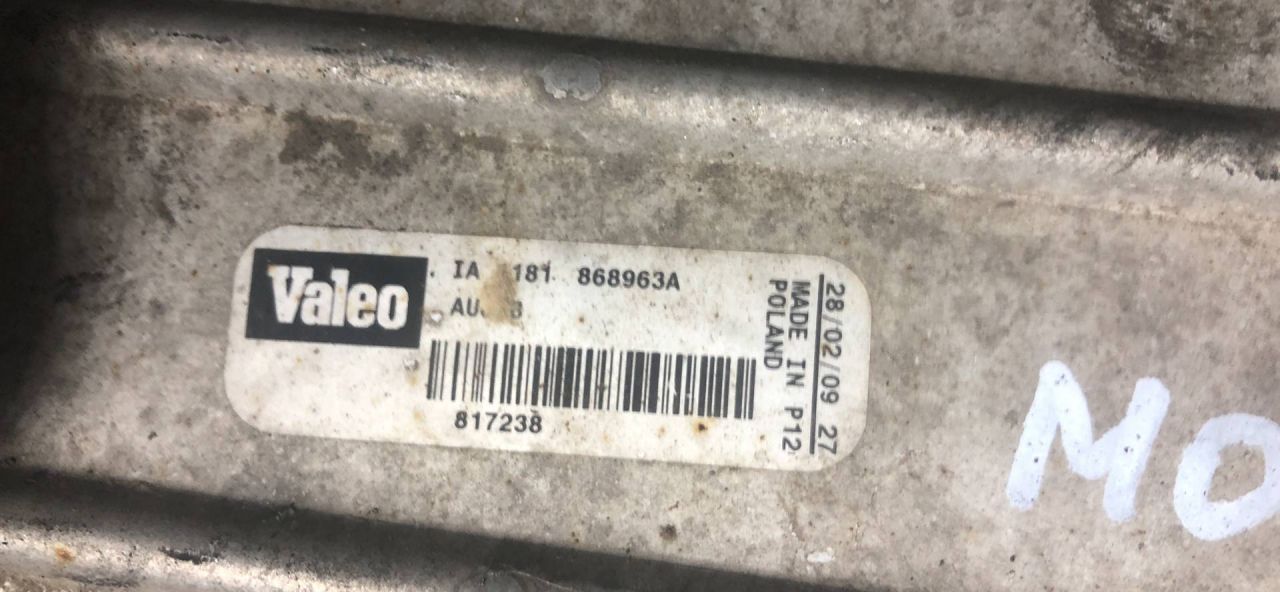 Valeo
IA 181 868963A
817238
28/02/09 27
MADE IN P12
POLAND
MO